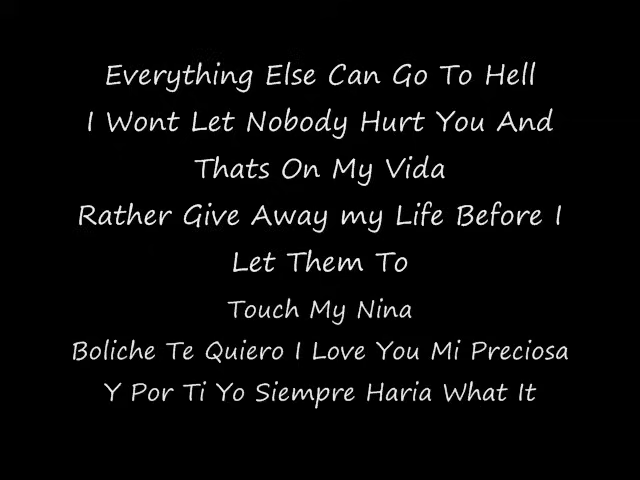 Everything Else Can Go To Hell
I Wont Let Nobody Hurt You And
Thats On My Vida
Rather Give Away my Life Before I
Let Them To
Touch My Nina
Boliche Te Quiero I Love You Mi Preciosa
Y Por Ti Yo Siempre Haria What It